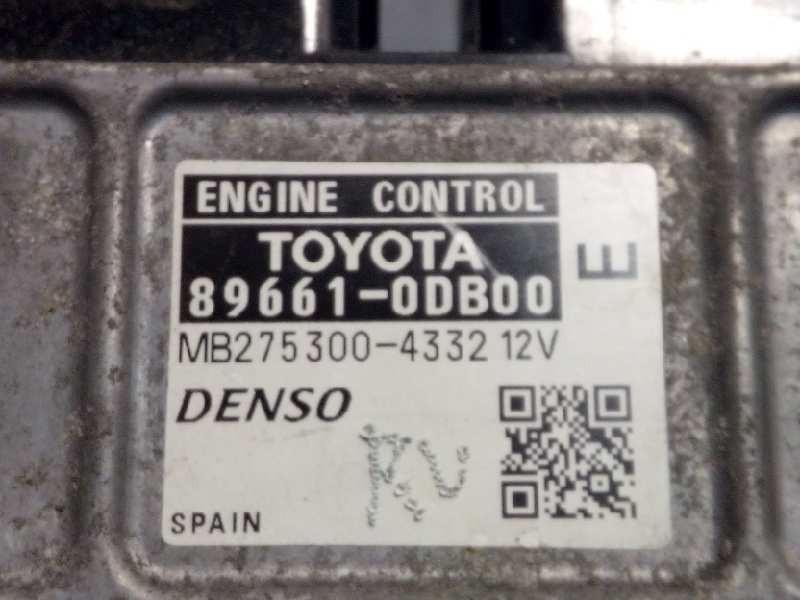 ENGINE CONTROL
TOYOTA
89661-0DB00
E
MB275300-4332 12V
DENSO
SPAIN